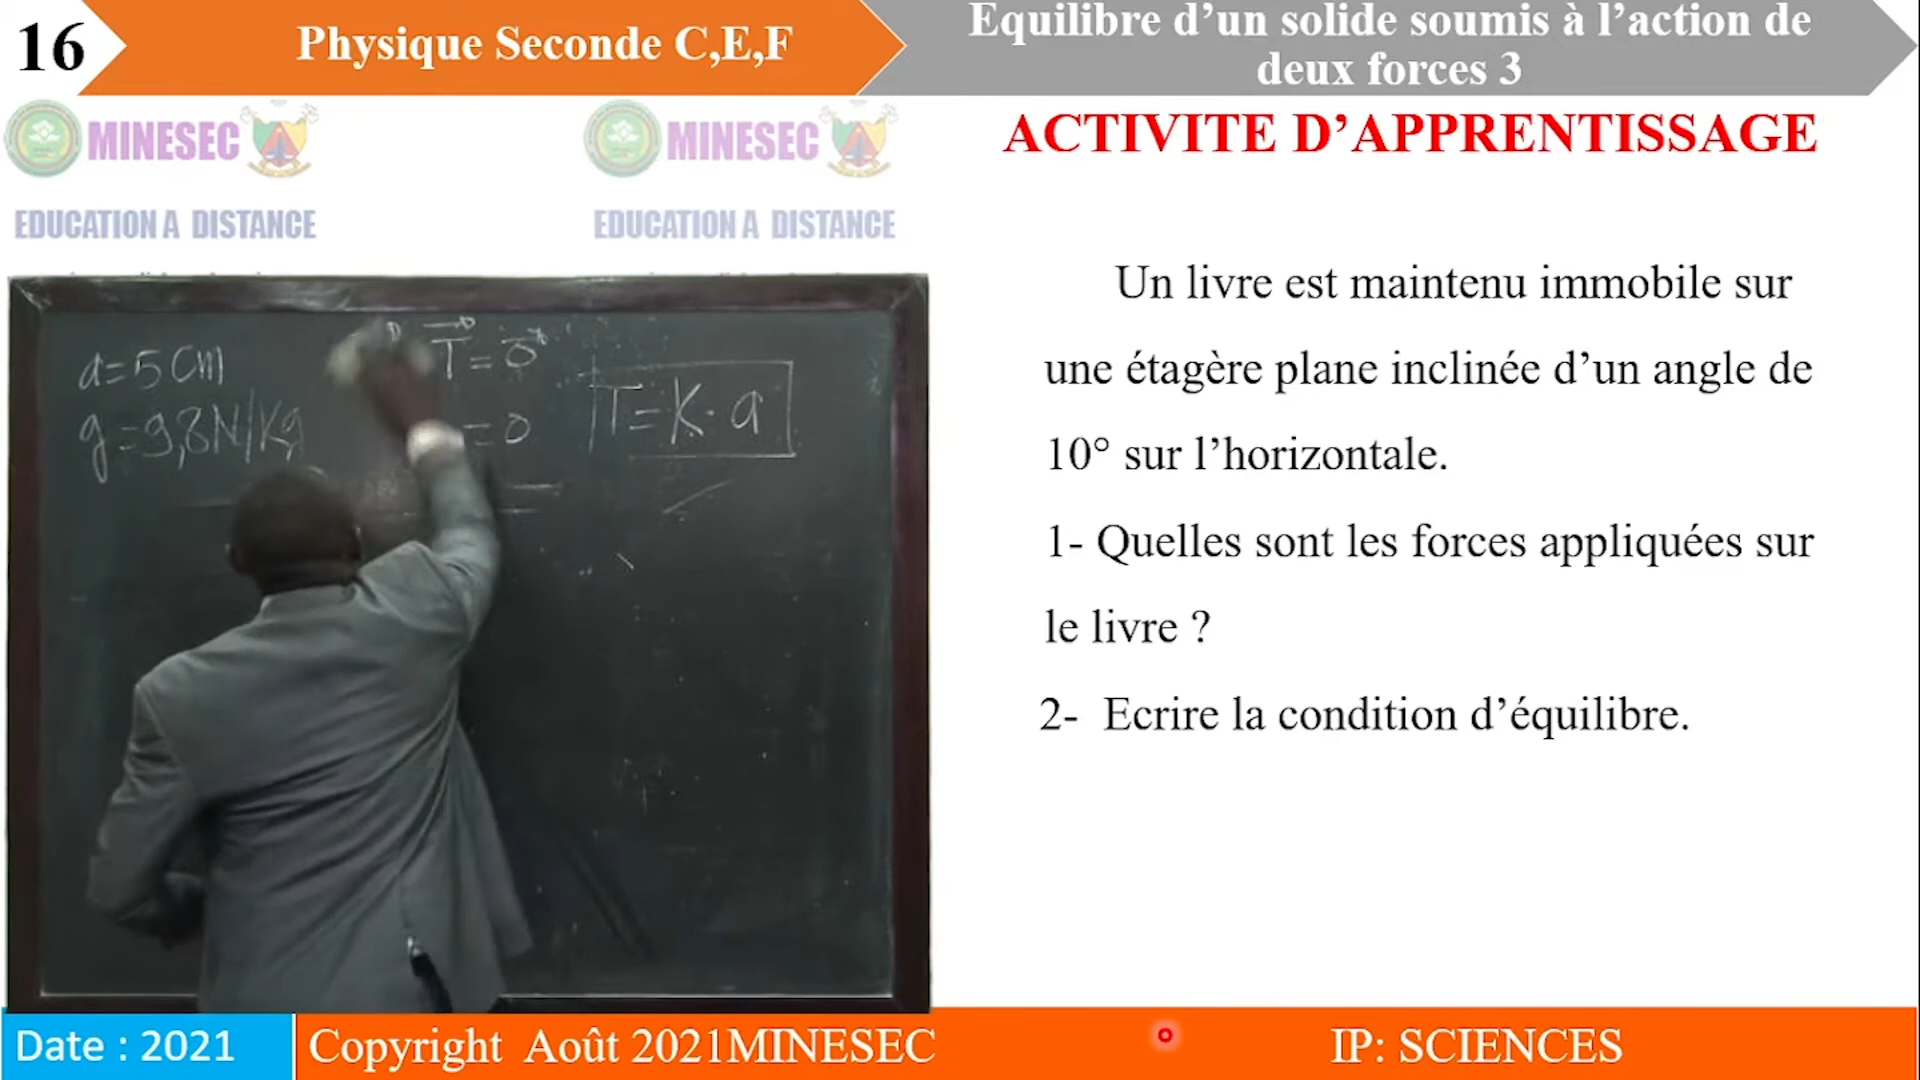 16
Physique Seconde C,E,F
Equilibre d’un solide soumis à l’action de
deux forces 3
MINESEC
MINESEC
EDUCATION A DISTANCE
EDUCATION A DISTANCE
ACTIVITE D’APPRENTISSAGE
a=5cm
g=9,8N/Kg
T=0
=0
T=K·a
Un livre est maintenu immobile sur
une étagère plane inclinée d’un angle de
10° sur l’horizontale.
1- Quelles sont les forces appliquées sur
le livre ?
2- Ecrire la condition d’équilibre.
Date : 2021
Copyright Août 2021MINESEC
IP: SCIENCES